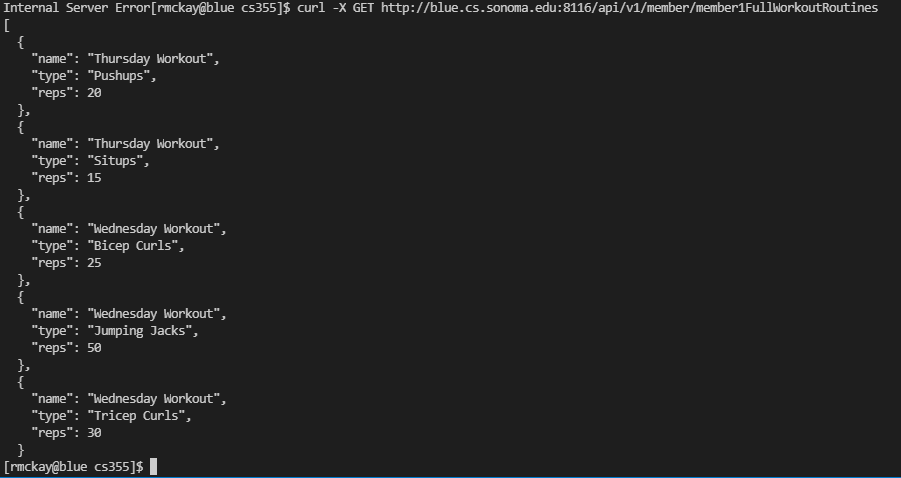 Internal Server Error[rmckay@blue cs355]$ curl -X GET http://blue.cs.sonoma.edu:8116/api/v1/member/member1FullWorkoutRoutines
[
  {
    "name": "Thursday Workout",
    "type": "Pushups",
    "reps": 20
  },
  {
    "name": "Thursday Workout",
    "type": "Situps",
    "reps": 15
  },
  {
    "name": "Wednesday Workout",
    "type": "Bicep Curls",
    "reps": 25
  },
  {
    "name": "Wednesday Workout",
    "type": "Jumping Jacks",
    "reps": 50
  },
  {
    "name": "Wednesday Workout",
    "type": "Tricep Curls",
    "reps": 30
  }
[rmckay@blue cs355]$